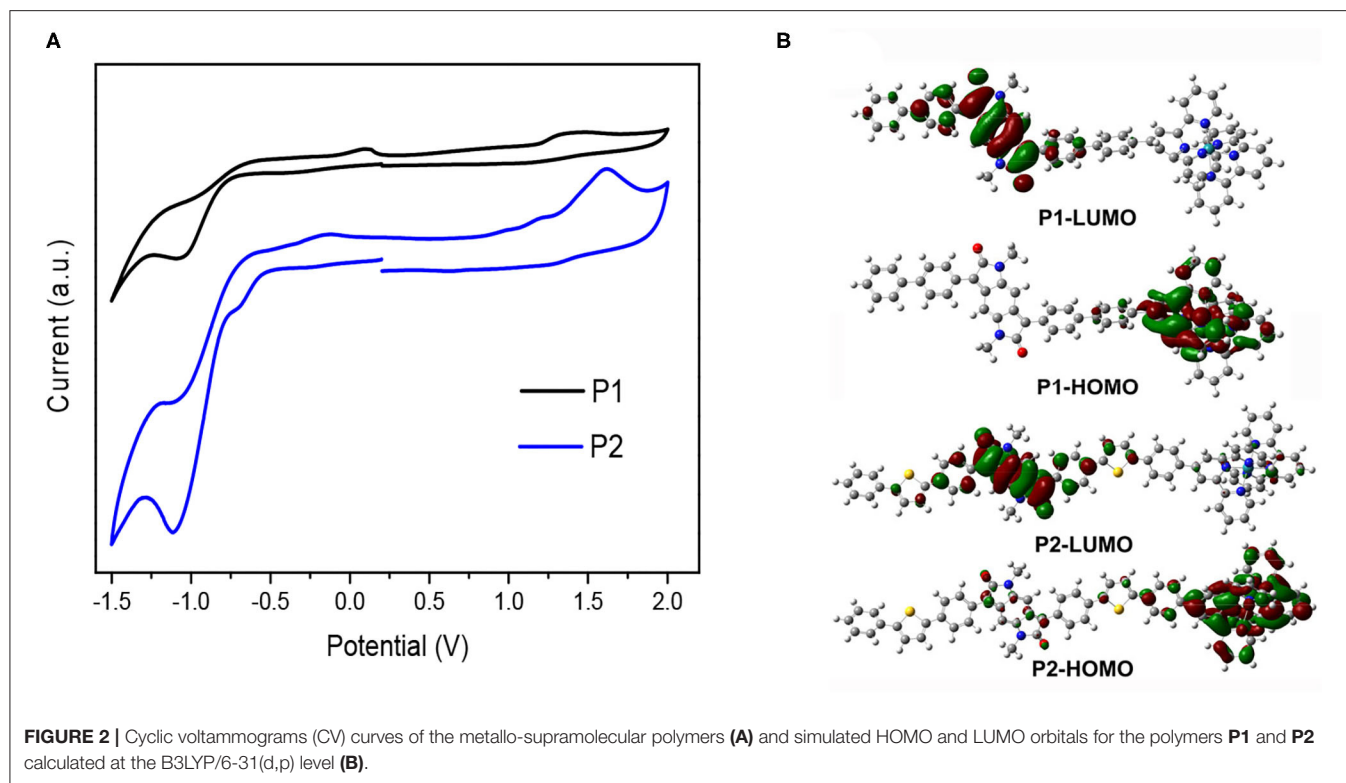 A
B
Current (a.u.)
P1
P2
-1.5 -1.0 -0.5 0.0 0.5 1.0 1.5 2.0
Potential (V)
P1-LUMO
P1-HOMO
P2-LUMO
P2-HOMO
FIGURE 2 | Cyclic voltammograms (CV) curves of the metallo-supramolecular polymers (A) and simulated HOMO and LUMO orbitals for the polymers P1 and P2
calculated at the B3LYP/6-31(d,p) level (B).